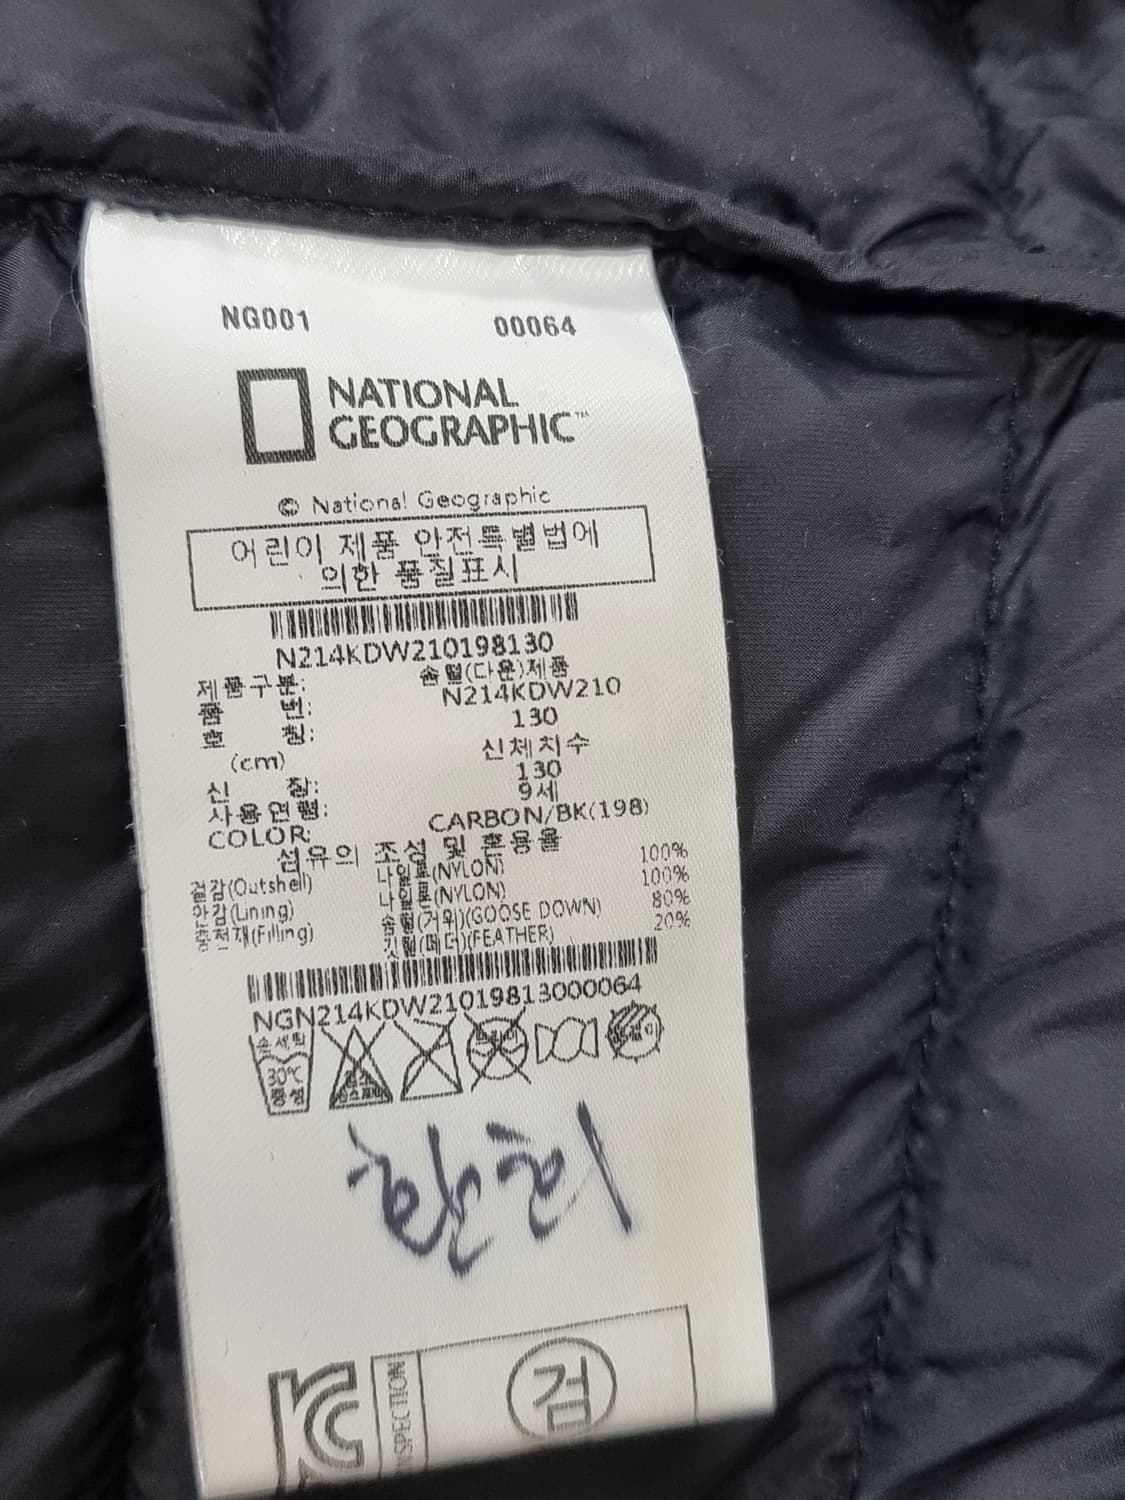 NG001 00064
NATIONAL
GEOGRAPHIC™
© National Geographic
어린이 제품 안전특별법에
의한 품질표시
N214KDW210198130
제품구분: 솜털(다운)제품
품 번: N214KDW210
호 칭: 130
(cm) 신체치수
신 장: 130
사용연령: 9세
COLOR: CARBON/BK(198)
섬유의 조성 및 혼용율
겉감(Outshell) 나일론(NYLON) 100%
안감(Lining) 나일론(NYLON) 100%
충전재(Filling) 솜털(거위)(GOOSE DOWN) 80%
깃털(페더)(FEATHER) 20%
NGN214KDW21019813000064
손세탁
30℃
중성
검
INSPECTION